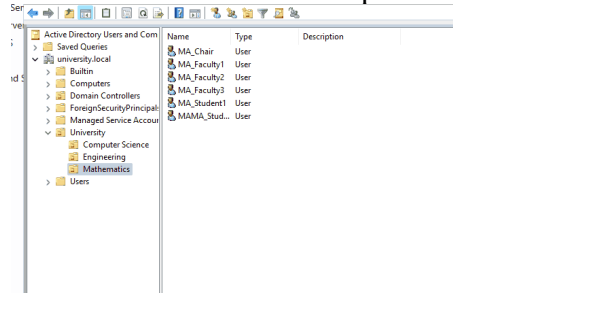 Ser
Active Directory Users and Com
Saved Queries
university.local
Builtin
Computers
Domain Controllers
ForeignSecurityPrincipals
Managed Service Accour
University
Computer Science
Engineering
Mathematics
Users
Name Type Description
MA_Chair User
MA_Faculty1 User
MA_Faculty2 User
MA_Faculty3 User
MA_Student1 User
MAMA_Stud... User